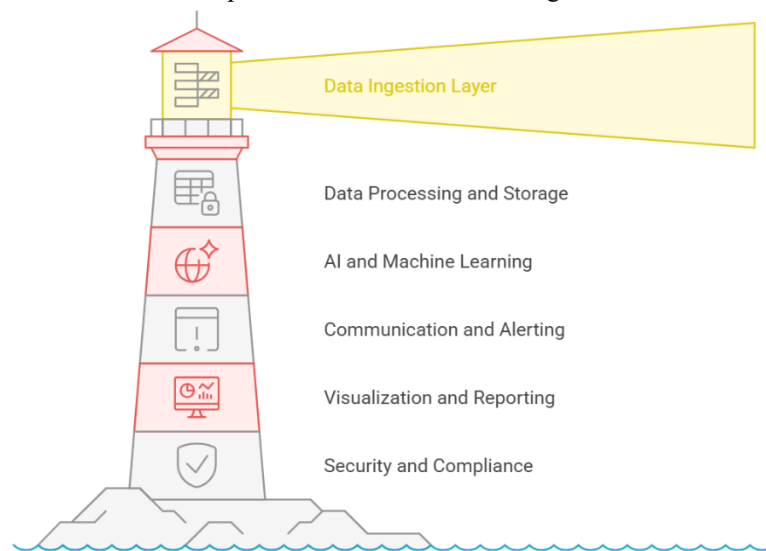 Data Ingestion Layer
Data Processing and Storage
AI and Machine Learning
Communication and Alerting
Visualization and Reporting
Security and Compliance